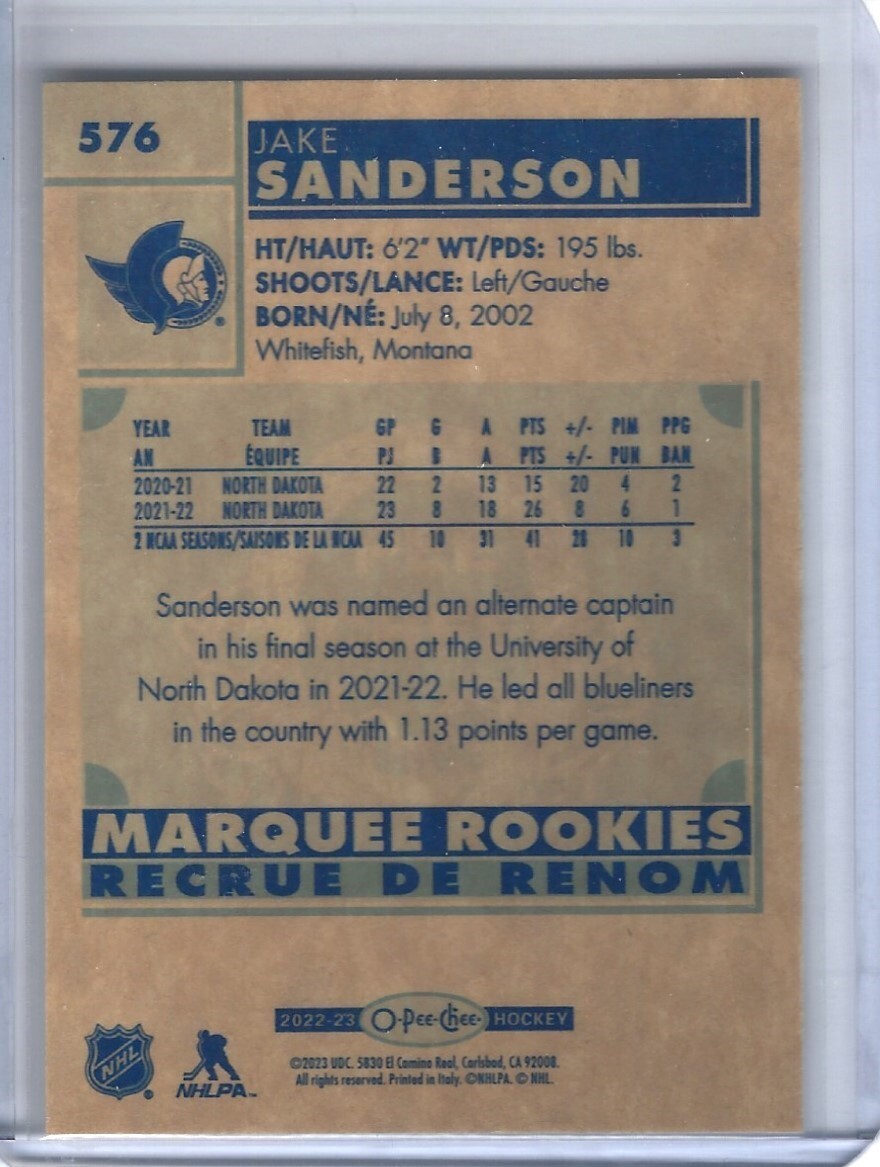 576
JAKE
SANDERSON
HT/HAUT: 6'2" WT/PDS: 195 lbs.
SHOOTS/LANCE: Left/Gauche
BORN/NÉ: July 8, 2002
Whitefish, Montana
YEAR TEAM GP G A PTS +/- PIM PPG
AN ÉQUIPE PJ B A PTS +/- PUN BAN
2020-21 NORTH DAKOTA 22 2 13 15 20 4 2
2021-22 NORTH DAKOTA 23 8 18 26 8 6 1
2 NCAA SEASONS/SAISONS DE LA NCAA 45 10 31 41 28 10 3
Sanderson was named an alternate captain
in his final season at the University of
North Dakota in 2021-22. He led all blueliners
in the country with 1.13 points per game.
MARQUEE ROOKIES
RECRUE DE RENOM
2022-23 O-Pee-Chee HOCKEY
NHL
NHLPA™
©2023 UDC. 5830 El Camino Real, Carlsbad, CA 92008.
All rights reserved. Printed in Italy. ©NHLPA. © NHL.